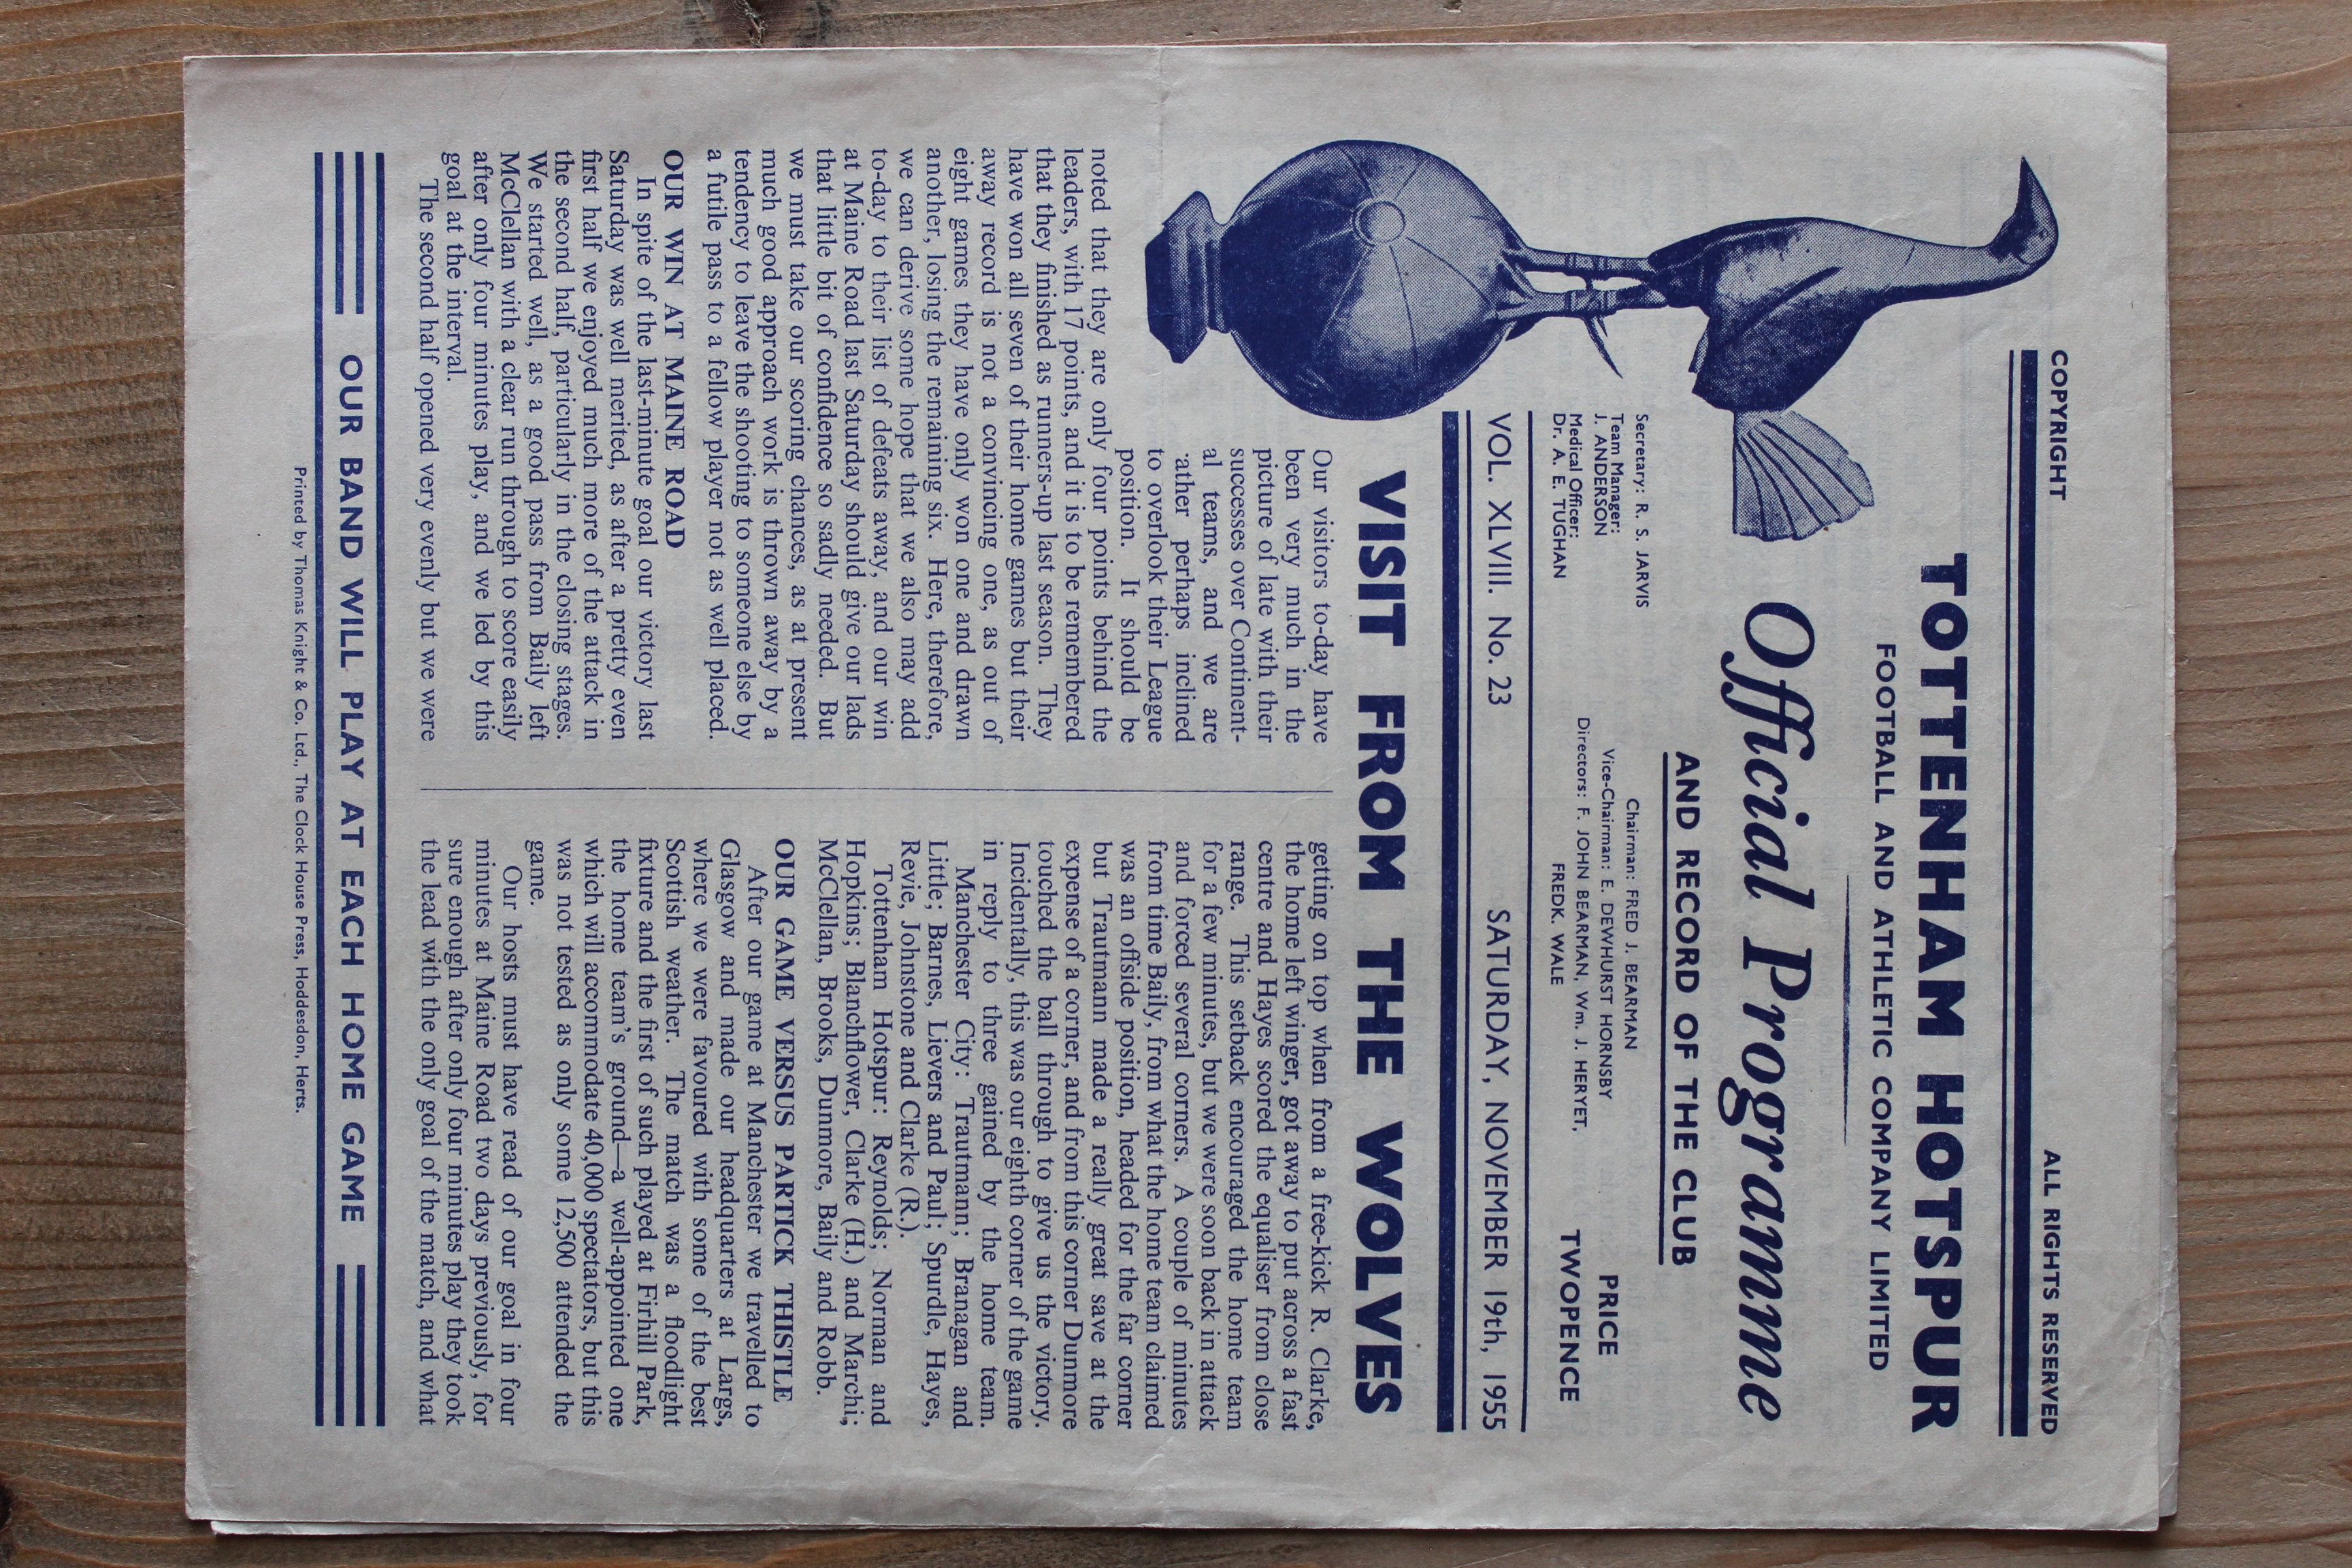 COPYRIGHT
ALL RIGHTS RESERVED
TOTTENHAM HOTSPUR
FOOTBALL AND ATHLETIC COMPANY LIMITED
Official Programme
AND RECORD OF THE CLUB
Secretary: R. S. JARVIS
Team Manager:
J. ANDERSON
Medical Officer:
Dr. A. E. TUGHAN
Chairman: FRED J. BEARMAN
Vice-Chairman: E. DEWHURST HORNSBY
Directors: F. JOHN BEARMAN, Wm. J. HERYET,
FREDK. WALE
PRICE
TWOPENCE
VOL. XLVIII. No. 23
SATURDAY, NOVEMBER 19th, 1955
VISIT FROM THE WOLVES
Our visitors to-day have
been very much in the
picture of late with their
successes over Continent-
al teams, and we are
ather perhaps inclined
to overlook their League
position. It should be
noted that they are only four points behind the
leaders, with 17 points, and it is to be remembered
that they finished as runners-up last season. They
have won all seven of their home games but their
away record is not a convincing one, as out of
eight games they have only won one and drawn
another, losing the remaining six. Here, therefore,
we can derive some hope that we also may add
to-day to their list of defeats away, and our win
at Maine Road last Saturday should give our lads
that little bit of confidence so sadly needed. But
we must take our scoring chances, as at present
much good approach work is thrown away by a
tendency to leave the shooting to someone else by
a futile pass to a fellow player not as well placed.
OUR WIN AT MAINE ROAD
In spite of the last-minute goal our victory last
Saturday was well merited, as after a pretty even
first half we enjoyed much more of the attack in
the second half, particularly in the closing stages.
We started well, as a good pass from Baily left
McClellan with a clear run through to score easily
after only four minutes play, and we led by this
goal at the interval.
The second half opened very evenly but we were
getting on top when from a free-kick R. Clarke,
the home left winger, got away to put across a fast
centre and Hayes scored the equaliser from close
range. This setback encouraged the home team
for a few minutes, but we were soon back in attack
and forced several corners. A couple of minutes
from time Baily, from what the home team claimed
was an offside position, headed for the far corner
but Trautmann made a really great save at the
expense of a corner, and from this corner Dunmore
touched the ball through to give us the victory.
Incidentally, this was our eighth corner of the game
in reply to three gained by the home team.
Manchester City: Trautmann; Branagan and
Little; Barnes, Lievers and Paul; Spurdle, Hayes,
Revie, Johnstone and Clarke (R.).
Tottenham Hotspur: Reynolds; Norman and
Hopkins; Blanchflower, Clarke (H.) and Marchi;
McClellan, Brooks, Dunmore, Baily and Robb.
OUR GAME VERSUS PARTICK THISTLE
After our game at Manchester we travelled to
Glasgow and made our headquarters at Largs,
where we were favoured with some of the best
Scottish weather. The match was a floodlight
fixture and the first of such played at Firhill Park,
the home team's ground—a well-appointed one
which will accommodate 40,000 spectators, but this
was not tested as only some 12,500 attended the
game.
Our hosts must have read of our goal in four
minutes at Maine Road two days previously, for
sure enough after only four minutes play they took
the lead with the only goal of the match, and what
OUR BAND WILL PLAY AT EACH HOME GAME
Printed by Thomas Knight & Co. Ltd., The Clock House Press, Hoddesdon, Herts.